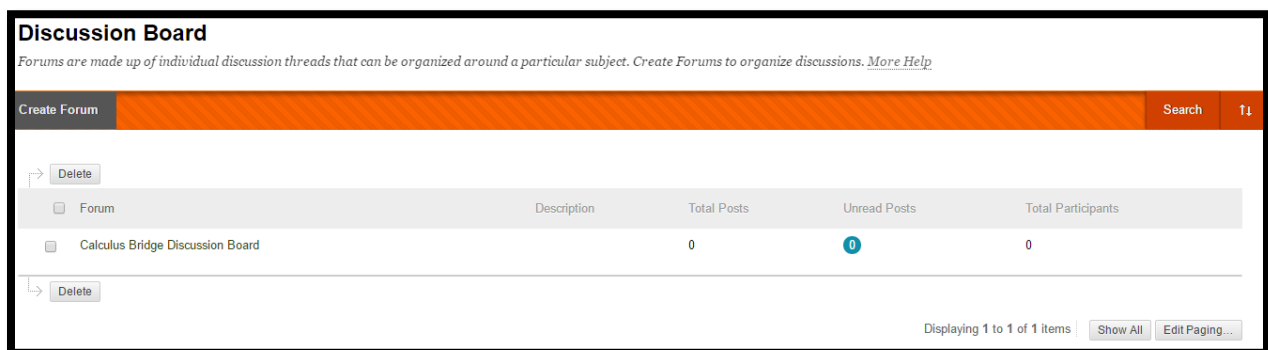 Discussion Board
Forums are made up of individual discussion threads that can be organized around a particular subject. Create Forums to organize discussions. More Help
Create Forum Search ↑↓
Delete
Forum Description Total Posts Unread Posts Total Participants
Calculus Bridge Discussion Board 0 0 0
Delete
Displaying 1 to 1 of 1 items Show All Edit Paging...